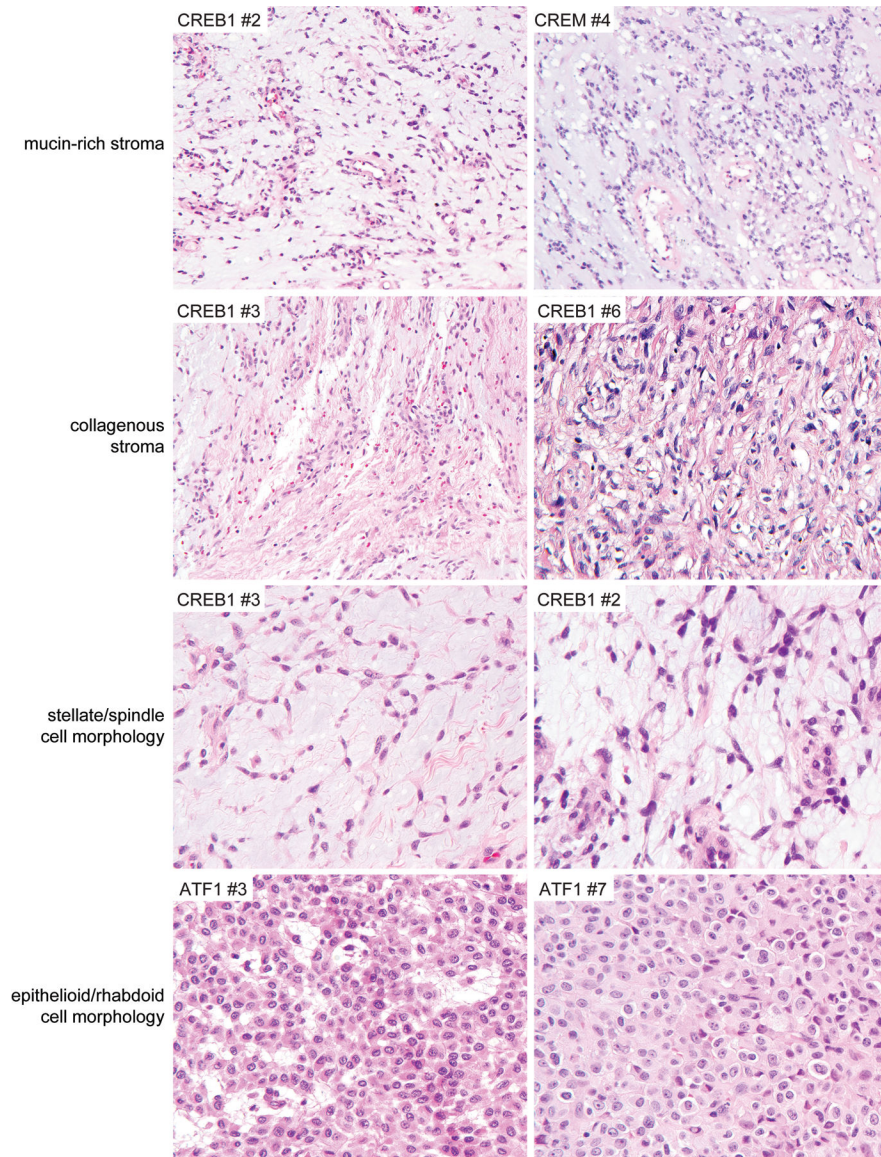 CREB1 #2
CREM #4
mucin-rich stroma
CREB1 #3
CREB1 #6
collagenous
stroma
CREB1 #3
CREB1 #2
stellate/spindle
cell morphology
ATF1 #3
ATF1 #7
epithelioid/rhabdoid
cell morphology